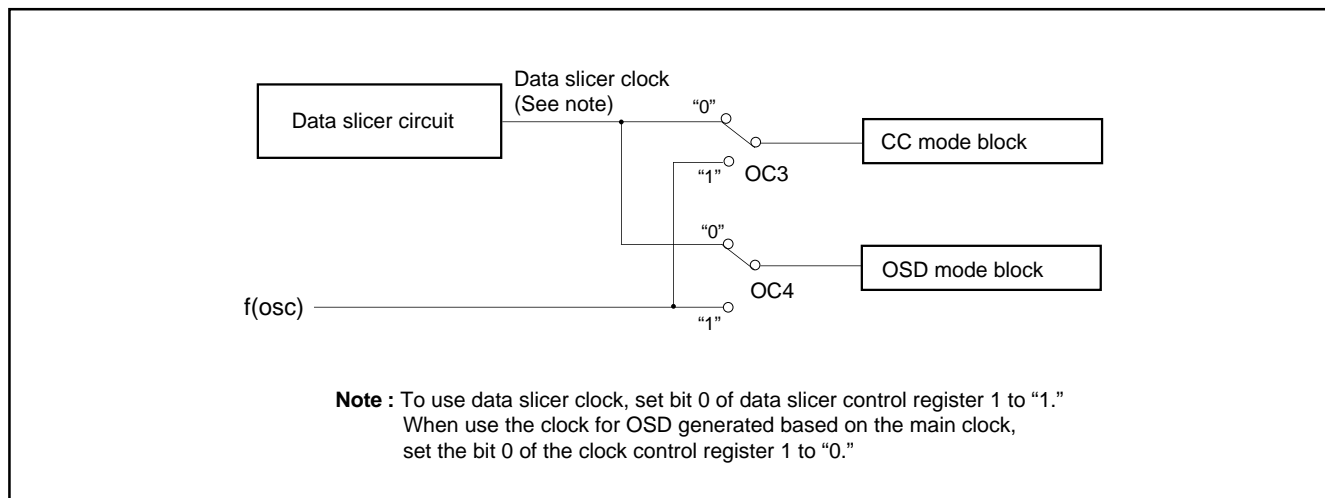 Data slicer clock
(See note)
Data slicer circuit
“0”
CC mode block
“1”
OC3
“0”
OSD mode block
OC4
f(osc)
“1”
Note : To use data slicer clock, set bit 0 of data slicer control register 1 to “1.”
When use the clock for OSD generated based on the main clock,
set the bit 0 of the clock control register 1 to “0.”